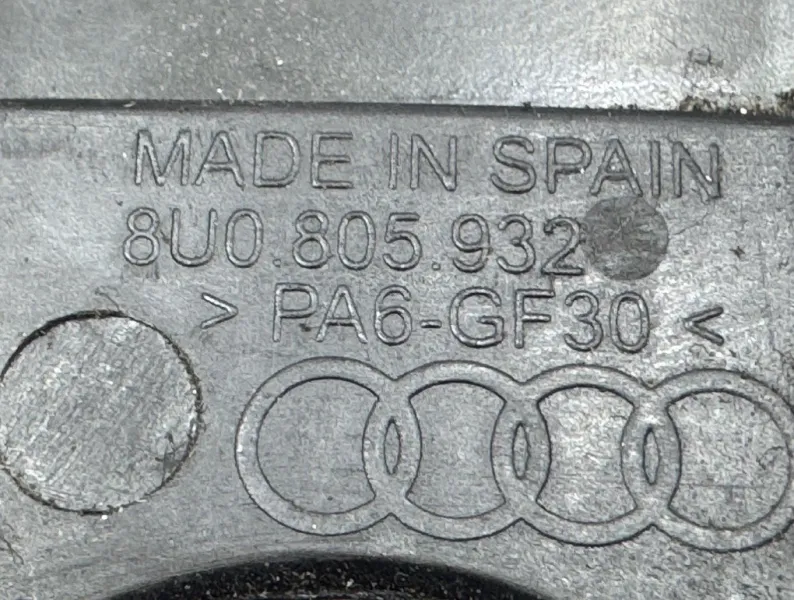 MADE IN SPAIN
8U0.805.932
> PA6-GF30 <